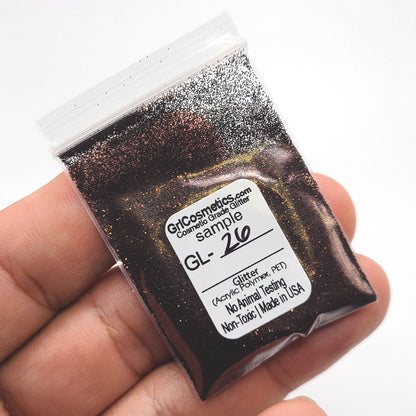 GrlCosmetics.com
Cosmetic Grade Glitter
sample
GL- 26
Glitter
(Acrylic Polymer, PET)
No Animal Testing
Non-Toxic | Made in USA